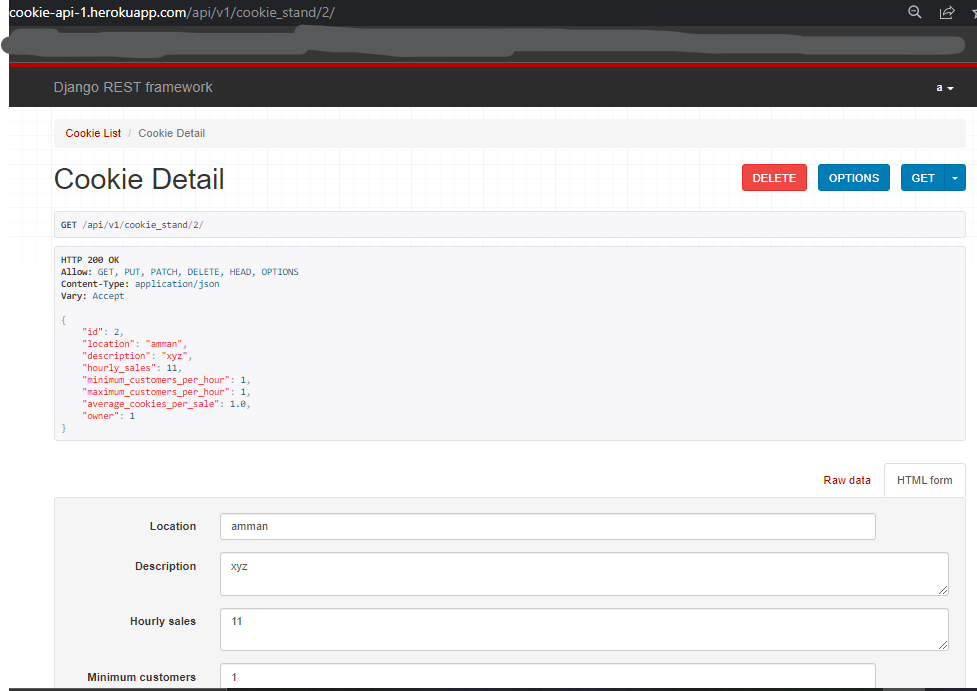 cookie-api-1.herokuapp.com/api/v1/cookie_stand/2/
Django REST framework
a
Cookie List / Cookie Detail
Cookie Detail
DELETE
OPTIONS
GET
GET /api/v1/cookie_stand/2/
HTTP 200 OK
Allow: GET, PUT, PATCH, DELETE, HEAD, OPTIONS
Content-Type: application/json
Vary: Accept
{
"id": 2,
"location": "amman",
"description": "xyz",
"hourly_sales": 11,
"minimum_customers_per_hour": 1,
"maximum_customers_per_hour": 1,
"average_cookies_per_sale": 1.0,
"owner": 1
}
Raw data
HTML form
Location
amman
Description
xyz
Hourly sales
11
Minimum customers
1